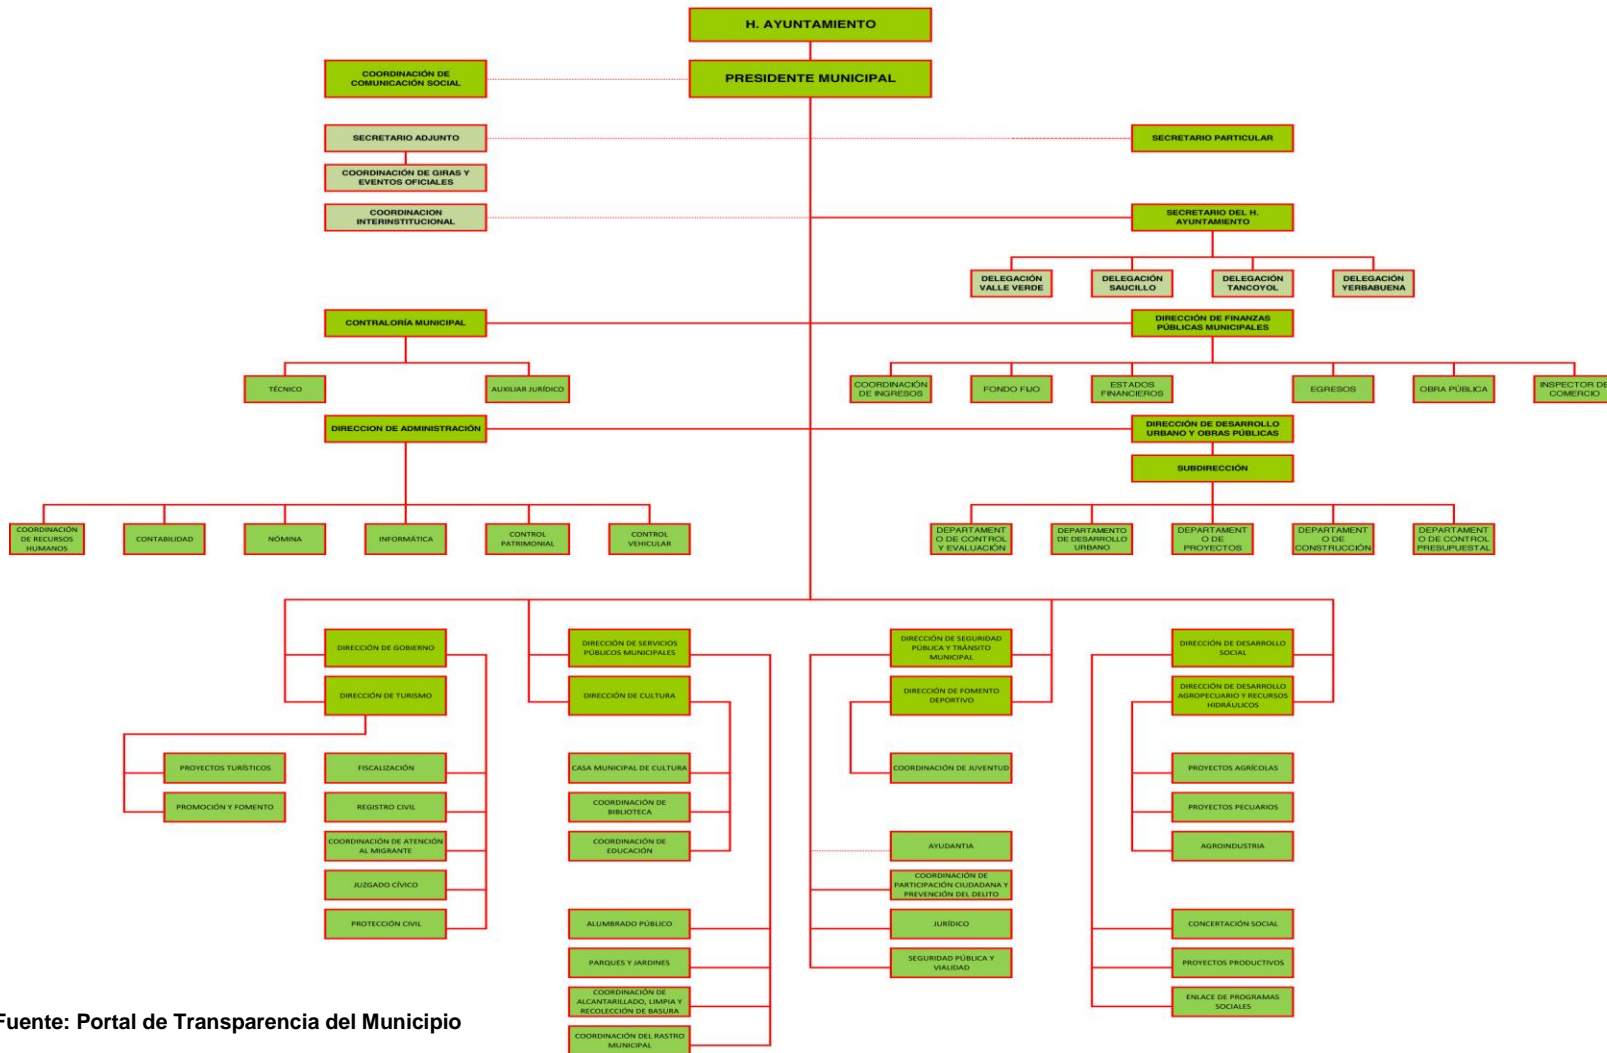 H. AYUNTAMIENTO
COORDINACIÓN DE
COMUNICACIÓN SOCIAL
PRESIDENTE MUNICIPAL
SECRETARIO ADJUNTO
SECRETARIO PARTICULAR
COORDINACIÓN DE GIRAS Y
EVENTOS OFICIALES
COORDINACION
INTERINSTITUCIONAL
SECRETARIO DEL H.
AYUNTAMIENTO
DELEGACIÓN
VALLE VERDE
DELEGACIÓN
SAUCILLO
DELEGACIÓN
TANCOYOL
DELEGACIÓN
YERBABUENA
CONTRALORÍA MUNICIPAL
DIRECCIÓN DE FINANZAS
PÚBLICAS MUNICIPALES
TÉCNICO
AUXILIAR JURÍDICO
COORDINACIÓN
DE INGRESOS
FONDO FIJO
ESTADOS
FINANCIEROS
EGRESOS
OBRA PÚBLICA
INSPECTOR DE
COMERCIO
DIRECCION DE ADMINISTRACIÓN
DIRECCIÓN DE DESARROLLO
URBANO Y OBRAS PÚBLICAS
SUBDIRECCIÓN
COORDINACIÓN
DE RECURSOS
HUMANOS
CONTABILIDAD
NÓMINA
INFORMÁTICA
CONTROL
PATRIMONIAL
CONTROL
VEHICULAR
DEPARTAMENT
O DE CONTROL
Y EVALUACIÓN
DEPARTAMENTO
DE DESARROLLO
URBANO
DEPARTAMENT
O DE
PROYECTOS
DEPARTAMENT
O DE
CONSTRUCCIÓN
DEPARTAMENT
O DE CONTROL
PRESUPUESTAL
DIRECCIÓN DE GOBIERNO
DIRECCIÓN DE SERVICIOS
PÚBLICOS MUNICIPALES
DIRECCIÓN DE SEGURIDAD
PÚBLICA Y TRÁNSITO
MUNICIPAL
DIRECCIÓN DE DESARROLLO
SOCIAL
DIRECCIÓN DE TURISMO
DIRECCIÓN DE CULTURA
DIRECCIÓN DE FOMENTO
DEPORTIVO
DIRECCIÓN DE DESARROLLO
AGROPECUARIO Y RECURSOS
HIDRÁULICOS
PROYECTOS TURÍSTICOS
FISCALIZACIÓN
CASA MUNICIPAL DE CULTURA
COORDINACIÓN DE JUVENTUD
PROYECTOS AGRÍCOLAS
PROMOCIÓN Y FOMENTO
REGISTRO CIVIL
COORDINACIÓN DE
BIBLIOTECA
PROYECTOS PECUARIOS
COORDINACIÓN DE ATENCIÓN
AL MIGRANTE
COORDINACIÓN DE
EDUCACIÓN
AYUDANTIA
AGROINDUSTRIA
JUZGADO CÍVICO
COORDINACIÓN DE
PARTICIPACIÓN CIUDADANA Y
PREVENCIÓN DEL DELITO
PROTECCIÓN CIVIL
ALUMBRADO PÚBLICO
JURÍDICO
CONCERTACIÓN SOCIAL
PARQUES Y JARDINES
SEGURIDAD PÚBLICA Y
VIALIDAD
PROYECTOS PRODUCTIVOS
COORDINACIÓN DE
ALCANTARILLADO, LIMPIA Y
RECOLECCIÓN DE BASURA
ENLACE DE PROGRAMAS
SOCIALES
COORDINACIÓN DEL RASTRO
MUNICIPAL
Fuente: Portal de Transparencia del Municipio